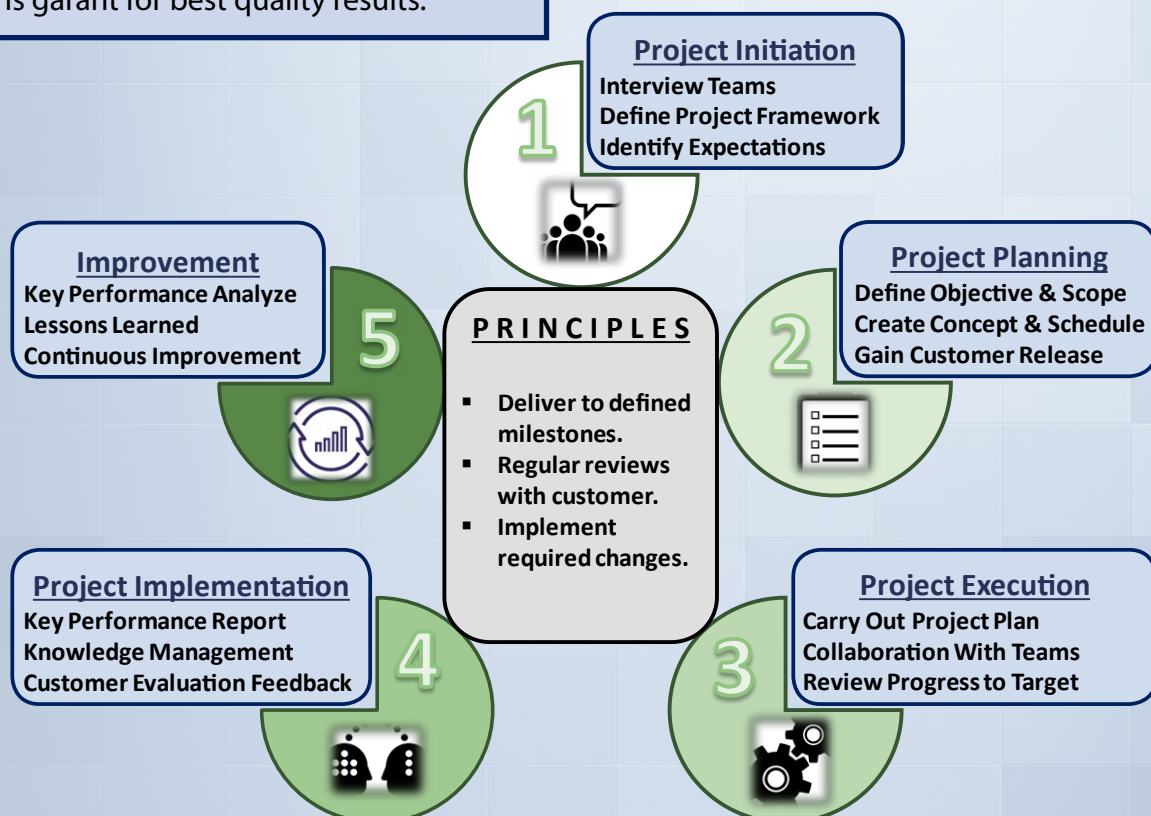 is garant for best quality results.
1
Project Initiation
Interview Teams
Define Project Framework
Identify Expectations
2
Project Planning
Define Objective & Scope
Create Concept & Schedule
Gain Customer Release
3
Project Execution
Carry Out Project Plan
Collaboration With Teams
Review Progress to Target
4
Project Implementation
Key Performance Report
Knowledge Management
Customer Evaluation Feedback
5
Improvement
Key Performance Analyze
Lessons Learned
Continuous Improvement
PRINCIPLES
▪ Deliver to defined
milestones.
▪ Regular reviews
with customer.
▪ Implement
required changes.